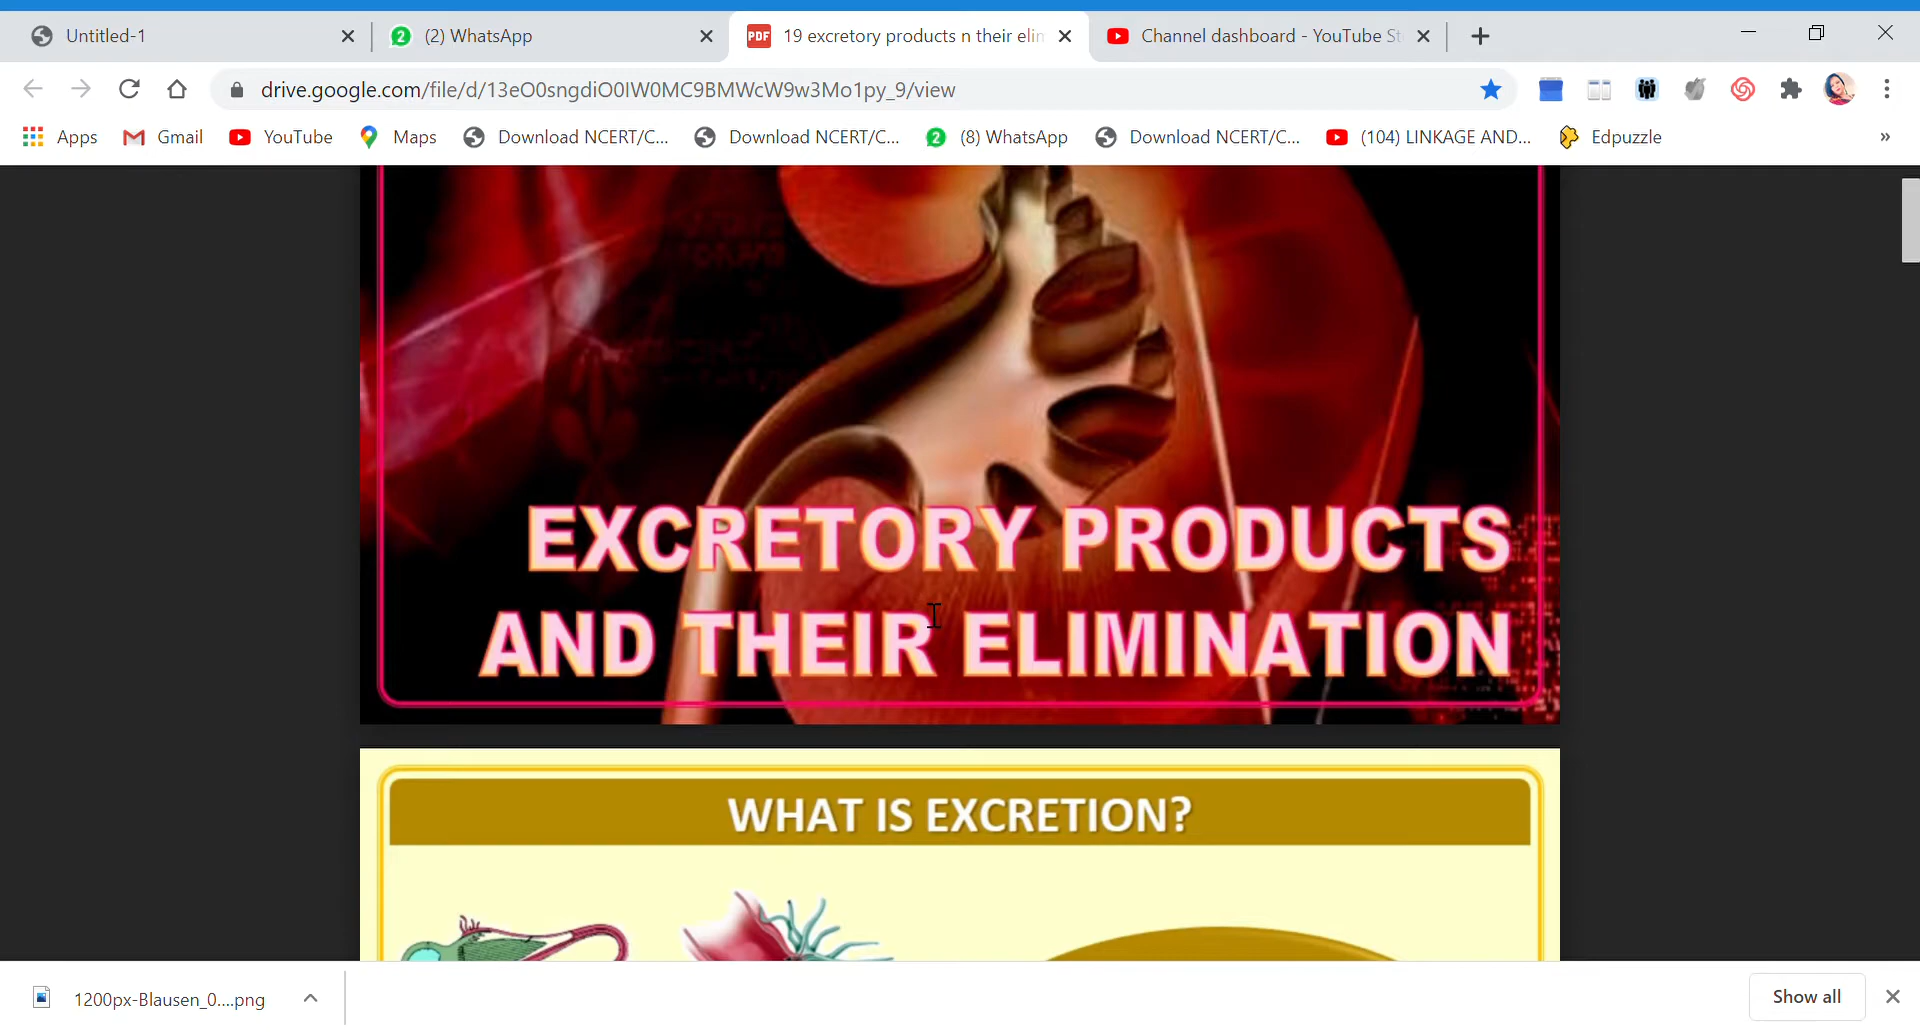 Untitled-1
(2) WhatsApp
19 excretory products n their elim
Channel dashboard - YouTube St
drive.google.com/file/d/13eO0sngdiO0IW0MC9BMWcW9w3Mo1py_9/view
Apps
Gmail
YouTube
Maps
Download NCERT/C...
Download NCERT/C...
(8) WhatsApp
Download NCERT/C...
(104) LINKAGE AND...
Edpuzzle
EXCRETORY PRODUCTS
AND THEIR ELIMINATION
WHAT IS EXCRETION?
1200px-Blausen_0....png
Show all